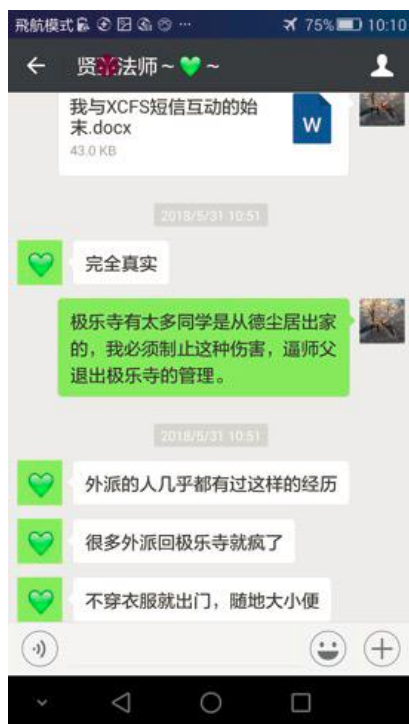 飛航模式 75% 10:10
贤法师~💚~
我与XCFS短信互动的始
末.docx
W
43.0 KB
2018/5/31 10:51
完全真实
极乐寺有太多同学是从德尘居出家
的，我必须制止这种伤害，逼师父
退出极乐寺的管理。
2018/5/31 10:51
外派的人几乎都有过这样的经历
很多外派回极乐寺就疯了
不穿衣服就出门，随地大小便